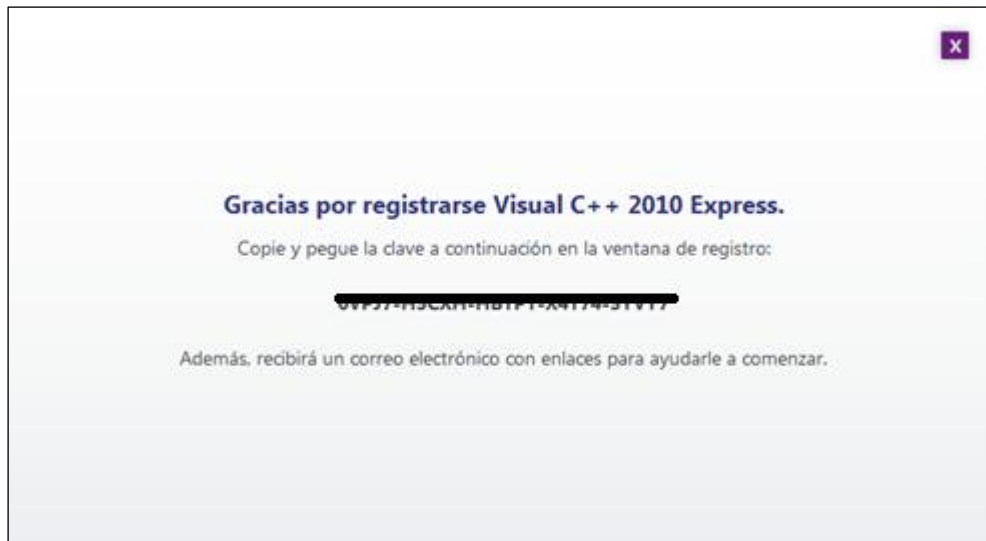 X
Gracias por registrarse Visual C++ 2010 Express.
Copie y pegue la clave a continuación en la ventana de registro:
Además, recibirá un correo electrónico con enlaces para ayudarle a comenzar.